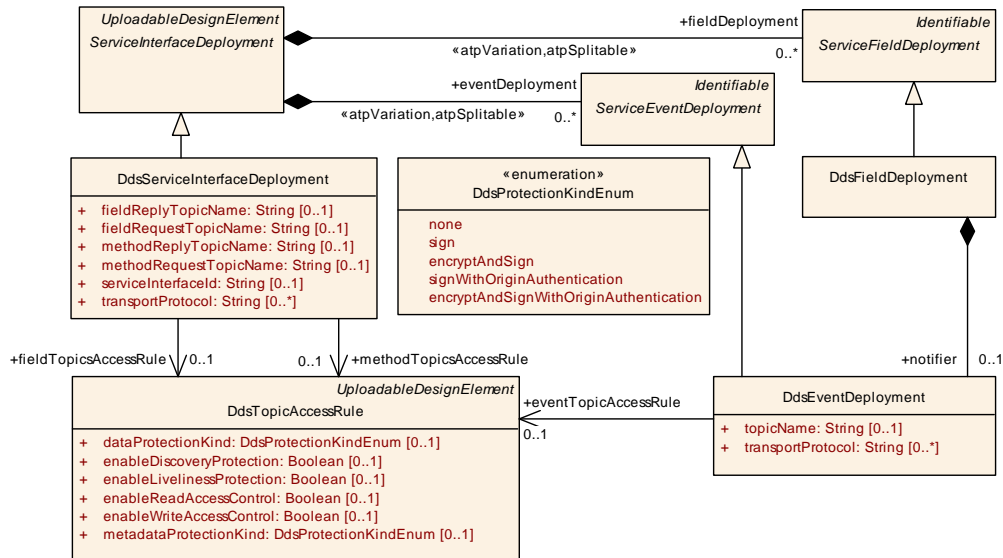 UploadableDesignElement
ServiceInterfaceDeployment
+fieldDeployment
«atpVariation,atpSplitable»
0..*
Identifiable
ServiceFieldDeployment
+eventDeployment
«atpVariation,atpSplitable»
0..*
Identifiable
ServiceEventDeployment
DdsServiceInterfaceDeployment
+ fieldReplyTopicName: String [0..1]
+ fieldRequestTopicName: String [0..1]
+ methodReplyTopicName: String [0..1]
+ methodRequestTopicName: String [0..1]
+ serviceInterfaceId: String [0..1]
+ transportProtocol: String [0..*]
«enumeration»
DdsProtectionKindEnum
none
sign
encryptAndSign
signWithOriginAuthentication
encryptAndSignWithOriginAuthentication
DdsFieldDeployment
+fieldTopicsAccessRule
0..1
0..1
+methodTopicsAccessRule
+notifier
0..1
UploadableDesignElement
DdsTopicAccessRule
+ dataProtectionKind: DdsProtectionKindEnum [0..1]
+ enableDiscoveryProtection: Boolean [0..1]
+ enableLivelinessProtection: Boolean [0..1]
+ enableReadAccessControl: Boolean [0..1]
+ enableWriteAccessControl: Boolean [0..1]
+ metadataProtectionKind: DdsProtectionKindEnum [0..1]
+eventTopicAccessRule
0..1
DdsEventDeployment
+ topicName: String [0..1]
+ transportProtocol: String [0..*]